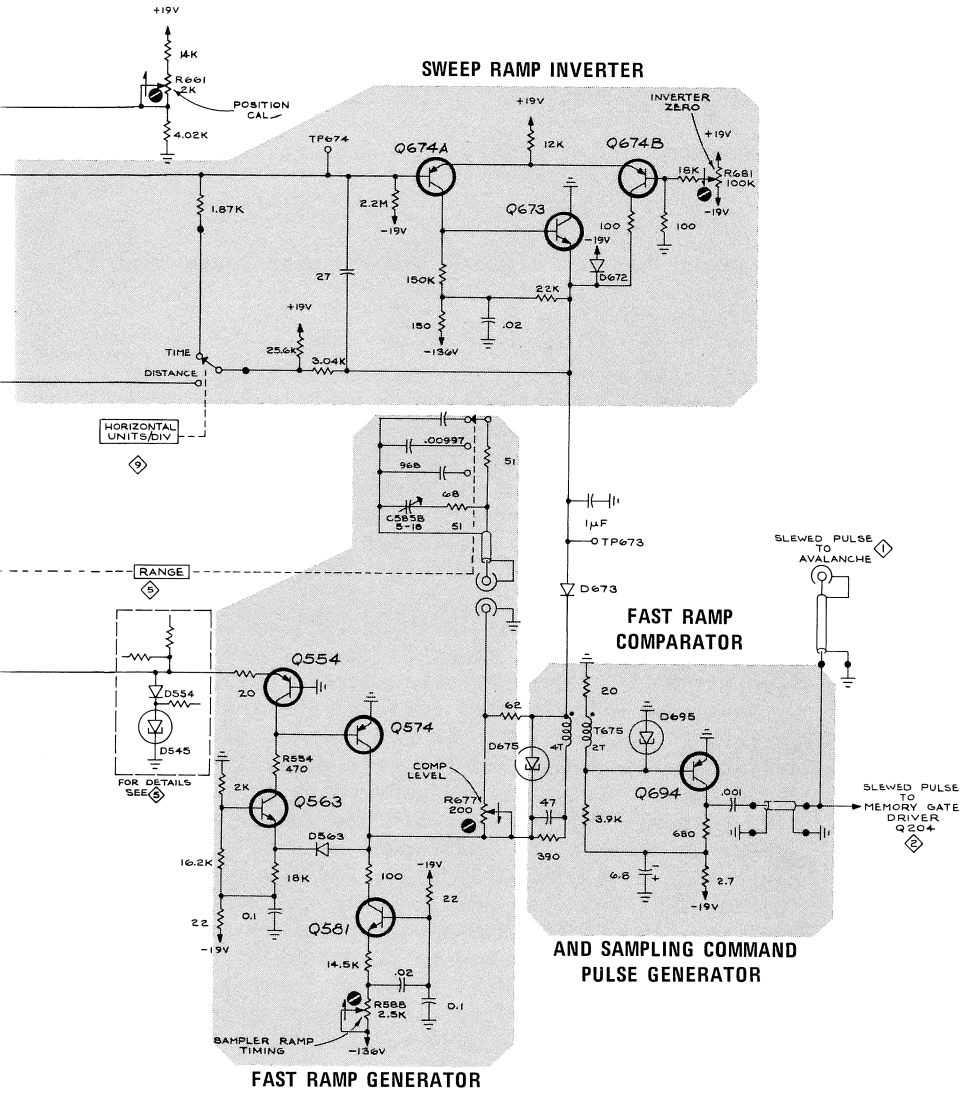 +19V
14K
R661
2K
POSITION
CAL
4.02K
SWEEP RAMP INVERTER
TP674
Q674A
+19V
12K
Q674B
INVERTER
ZERO
+19V
18K
R681
100K
-19V
1.87K
2.2M
-19V
Q673
100
-19V
100
D672
27
150K
22K
.02
150
-136V
+19V
25.6K
3.04K
TIME
DISTANCE
HORIZONTAL
UNITS/DIV
9
.00997
968
51
68
C585B
5-18
51
1µF
TP673
RANGE
5
D673
SLEWED PULSE
TO
AVALANCHE
1
FAST RAMP
COMPARATOR
D554
D545
FOR DETAILS
SEE 5
20
Q554
Q574
R554
470
2K
Q563
D563
16.2K
18K
0.1
22
-19V
100
-19V
22
Q581
14.5K
.02
0.1
R588
2.5K
SAMPLER RAMP
TIMING
-136V
FAST RAMP GENERATOR
62
20
D675
4T
T675
2T
D695
COMP
LEVEL
R677
200
47
390
3.9K
Q694
.001
680
6.8
- +
2.7
-19V
SLEWED PULSE
TO
MEMORY GATE
DRIVER
Q204
2
AND SAMPLING COMMAND
PULSE GENERATOR